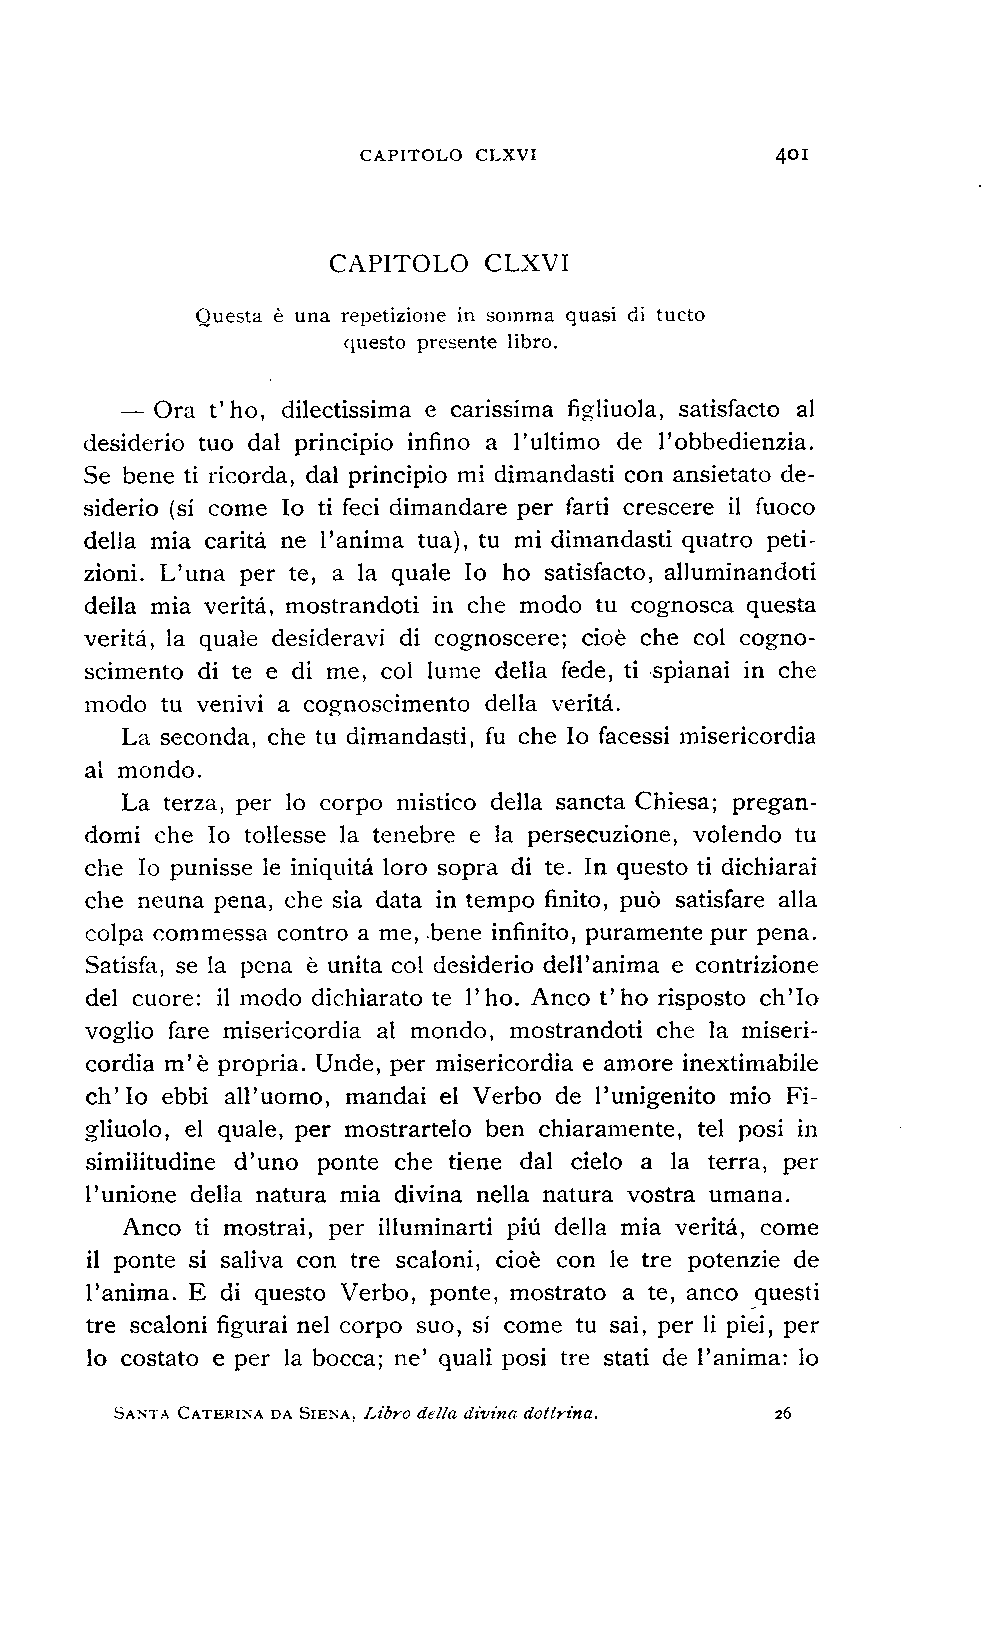 CAPITOLO CLXVI 401
CAPITOLO CLXVI
Questa è una repetizione in somma quasi di tucto
questo presente libro.
— Ora t' ho, dilectissima e carissima figliuola, satisfacto al
desiderio tuo dal principio infino a l'ultimo de l'obbedienzia.
Se bene ti ricorda, dal principio mi dimandasti con ansietato de-
siderio (sí come Io ti feci dimandare per farti crescere il fuoco
della mia caritá ne l'anima tua), tu mi dimandasti quatro peti-
zioni. L'una per te, a la quale Io ho satisfacto, alluminandoti
della mia veritá, mostrandoti in che modo tu cognosca questa
veritá, la quale desideravi di cognoscere; cioè che col cogno-
scimento di te e di me, col lume della fede, ti spianai in che
modo tu venivi a cognoscimento della veritá.
La seconda, che tu dimandasti, fu che Io facessi misericordia
al mondo.
La terza, per lo corpo mistico della sancta Chiesa; pregan-
domi che Io tollesse la tenebre e la persecuzione, volendo tu
che Io punisse le iniquitá loro sopra di te. In questo ti dichiarai
che neuna pena, che sia data in tempo finito, può satisfare alla
colpa commessa contro a me, bene infinito, puramente pur pena.
Satisfa, se la pena è unita col desiderio dell'anima e contrizione
del cuore: il modo dichiarato te l' ho. Anco t' ho risposto ch'Io
voglio fare misericordia al mondo, mostrandoti che la miseri-
cordia m' è propria. Unde, per misericordia e amore inextimabile
ch' Io ebbi all'uomo, mandai el Verbo de l'unigenito mio Fi-
gliuolo, el quale, per mostrartelo ben chiaramente, tel posi in
similitudine d'uno ponte che tiene dal cielo a la terra, per
l'unione della natura mia divina nella natura vostra umana.
Anco ti mostrai, per illuminarti piú della mia veritá, come
il ponte si saliva con tre scaloni, cioè con le tre potenzie de
l'anima. E di questo Verbo, ponte, mostrato a te, anco questi
tre scaloni figurai nel corpo suo, sí come tu sai, per li piei, per
lo costato e per la bocca; ne' quali posi tre stati de l'anima: lo
SANTA CATERINA DA SIENA, Libro della divina dottrina. 26